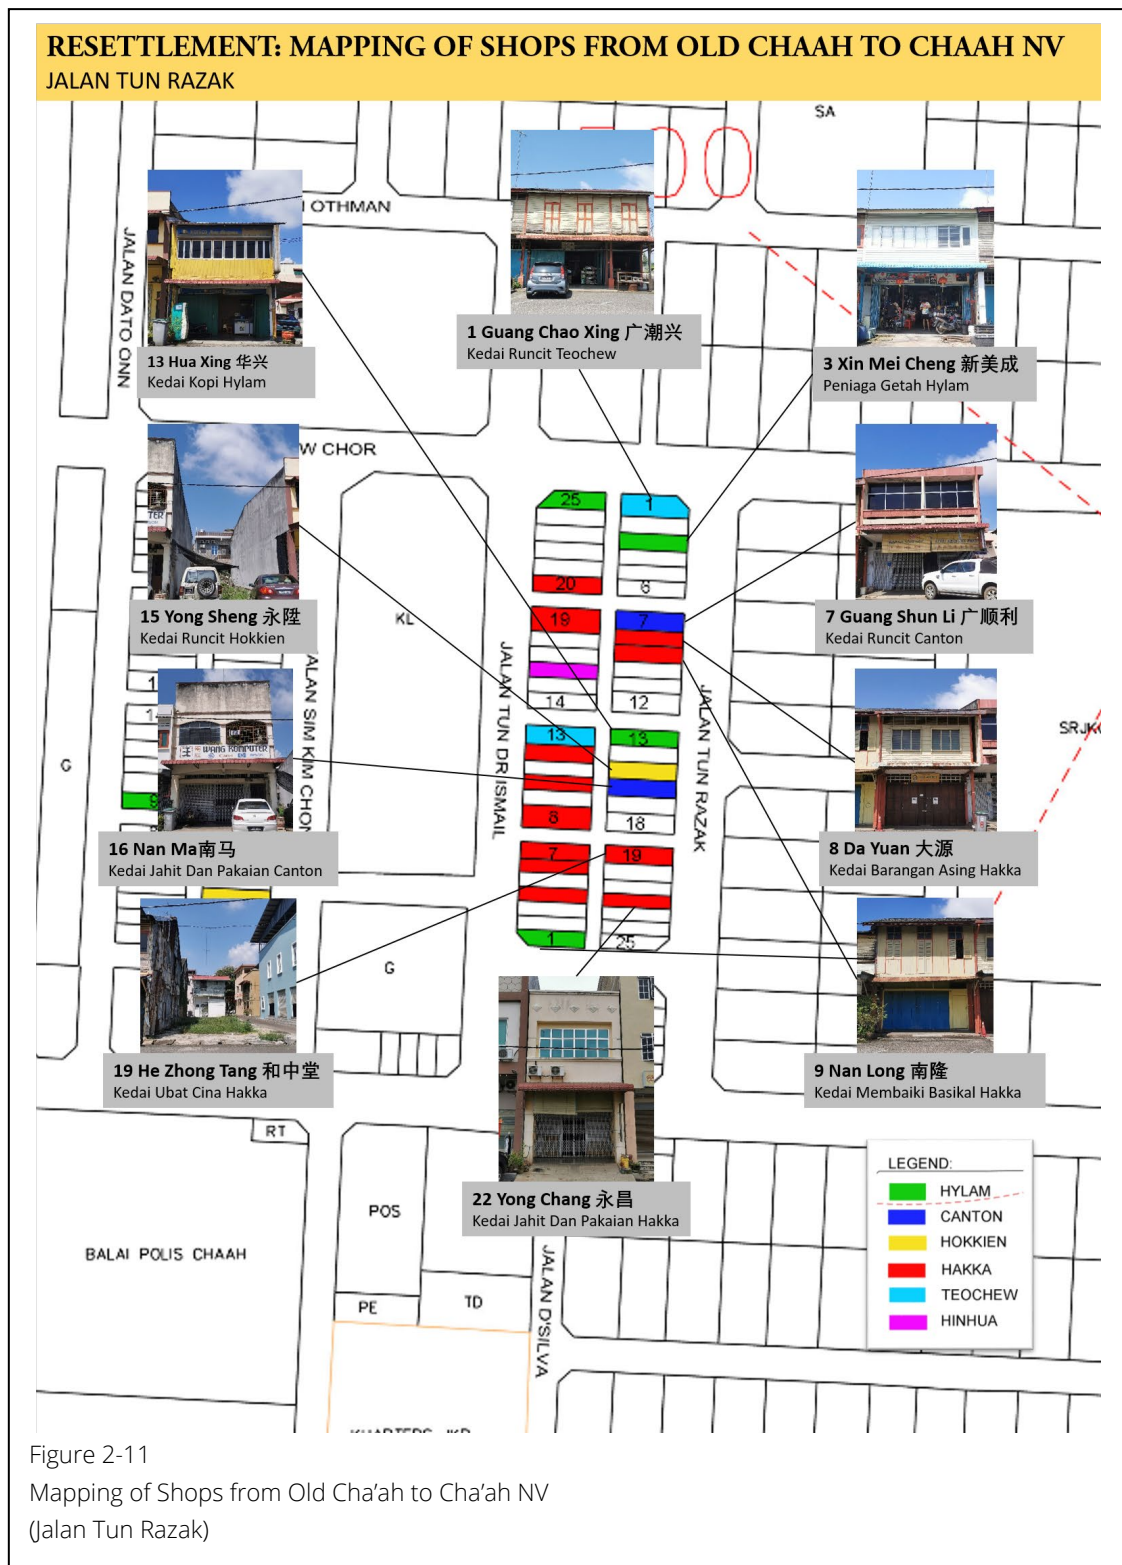 RESETTLEMENT: MAPPING OF SHOPS FROM OLD CHAAH TO CHAAH NV
JALAN TUN RAZAK
SA
OTHMAN
JALAN DATO ONN
13 Hua Xing 华兴
Kedai Kopi Hylam
1 Guang Chao Xing 广潮兴
Kedai Runcit Teochew
3 Xin Mei Cheng 新美成
Peniaga Getah Hylam
W CHOR
15 Yong Sheng 永陞
Kedai Runcit Hokkien
7 Guang Shun Li 广顺利
Kedai Runcit Canton
25
1
20
6
19
7
14
12
13
13
8
18
7
19
1
25
KL
JALAN TUN DR ISMAIL
JALAN TUN RAZAK
ALAN SIM KIM CHON
SRJK
G
9
WANG KOMPUTER
16 Nan Ma南马
Kedai Jahit Dan Pakaian Canton
8 Da Yuan 大源
Kedai Barangan Asing Hakka
G
19 He Zhong Tang 和中堂
Kedai Ubat Cina Hakka
9 Nan Long 南隆
Kedai Membaiki Basikal Hakka
22 Yong Chang 永昌
Kedai Jahit Dan Pakaian Hakka
RT
POS
BALAI POLIS CHAAH
PE
TD
JALAN D'SILVA
LEGEND:
HYLAM
CANTON
HOKKIEN
HAKKA
TEOCHEW
HINHUA
Figure 2-11
Mapping of Shops from Old Cha’ah to Cha’ah NV
(Jalan Tun Razak)